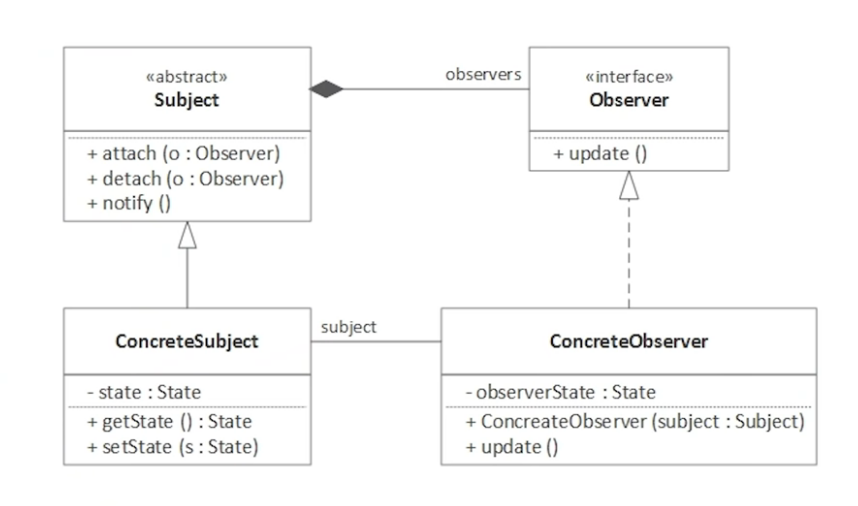 «abstract»
Subject
+ attach (o : Observer)
+ detach (o : Observer)
+ notify ()
observers
«interface»
Observer
+ update ()
ConcreteSubject
- state : State
+ getState () : State
+ setState (s : State)
subject
ConcreteObserver
- observerState : State
+ ConcreateObserver (subject : Subject)
+ update ()